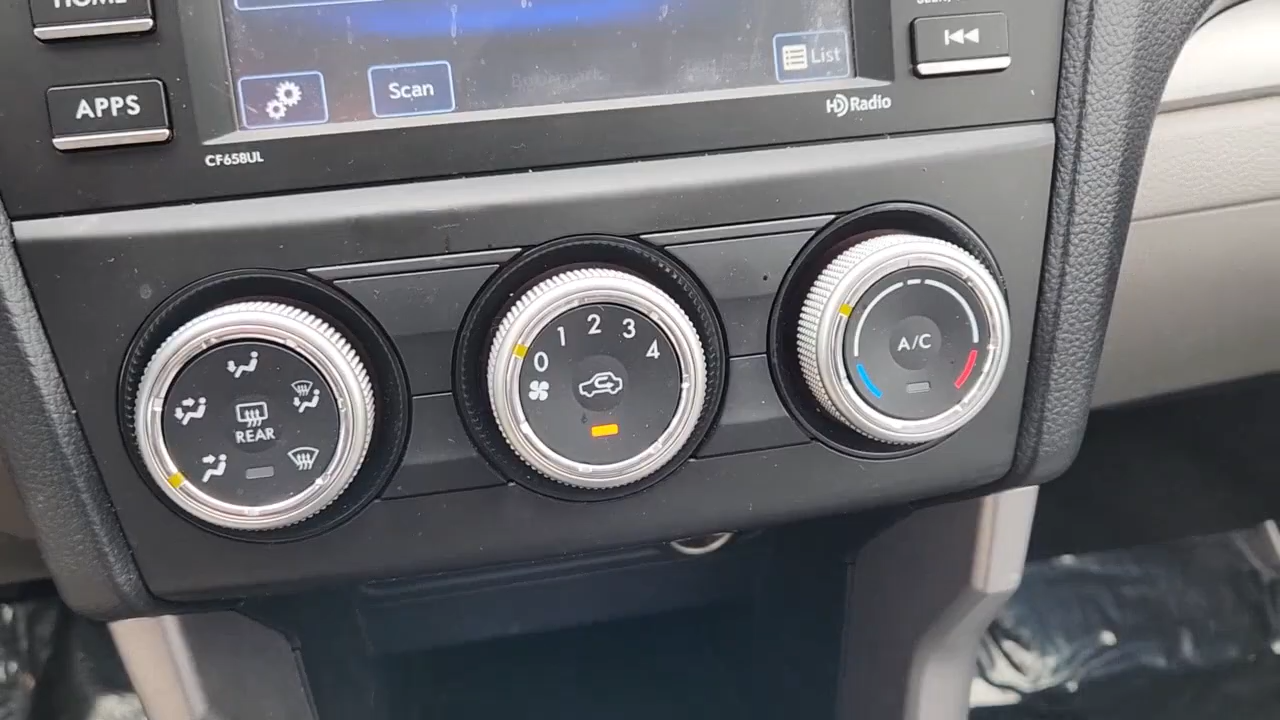 HOME
APPS
Scan
List
HD Radio
CF658UL
REAR
0
1
2
3
4
A/C